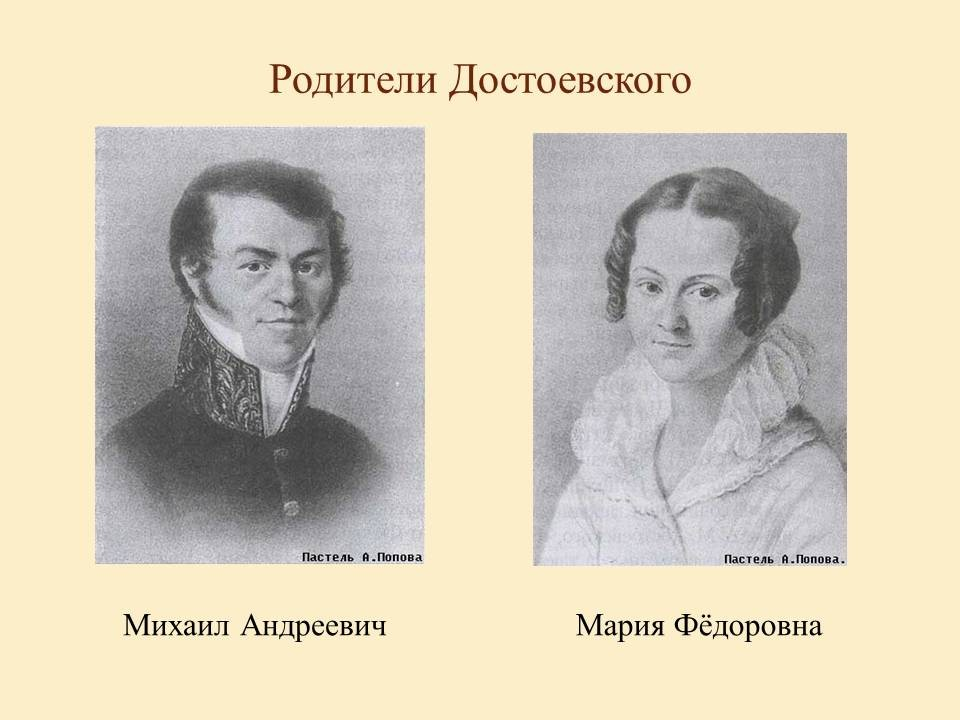 Родители Достоевского
Пастель А.Попова
Пастель А.Попова.
Михаил Андреевич
Мария Фёдоровна